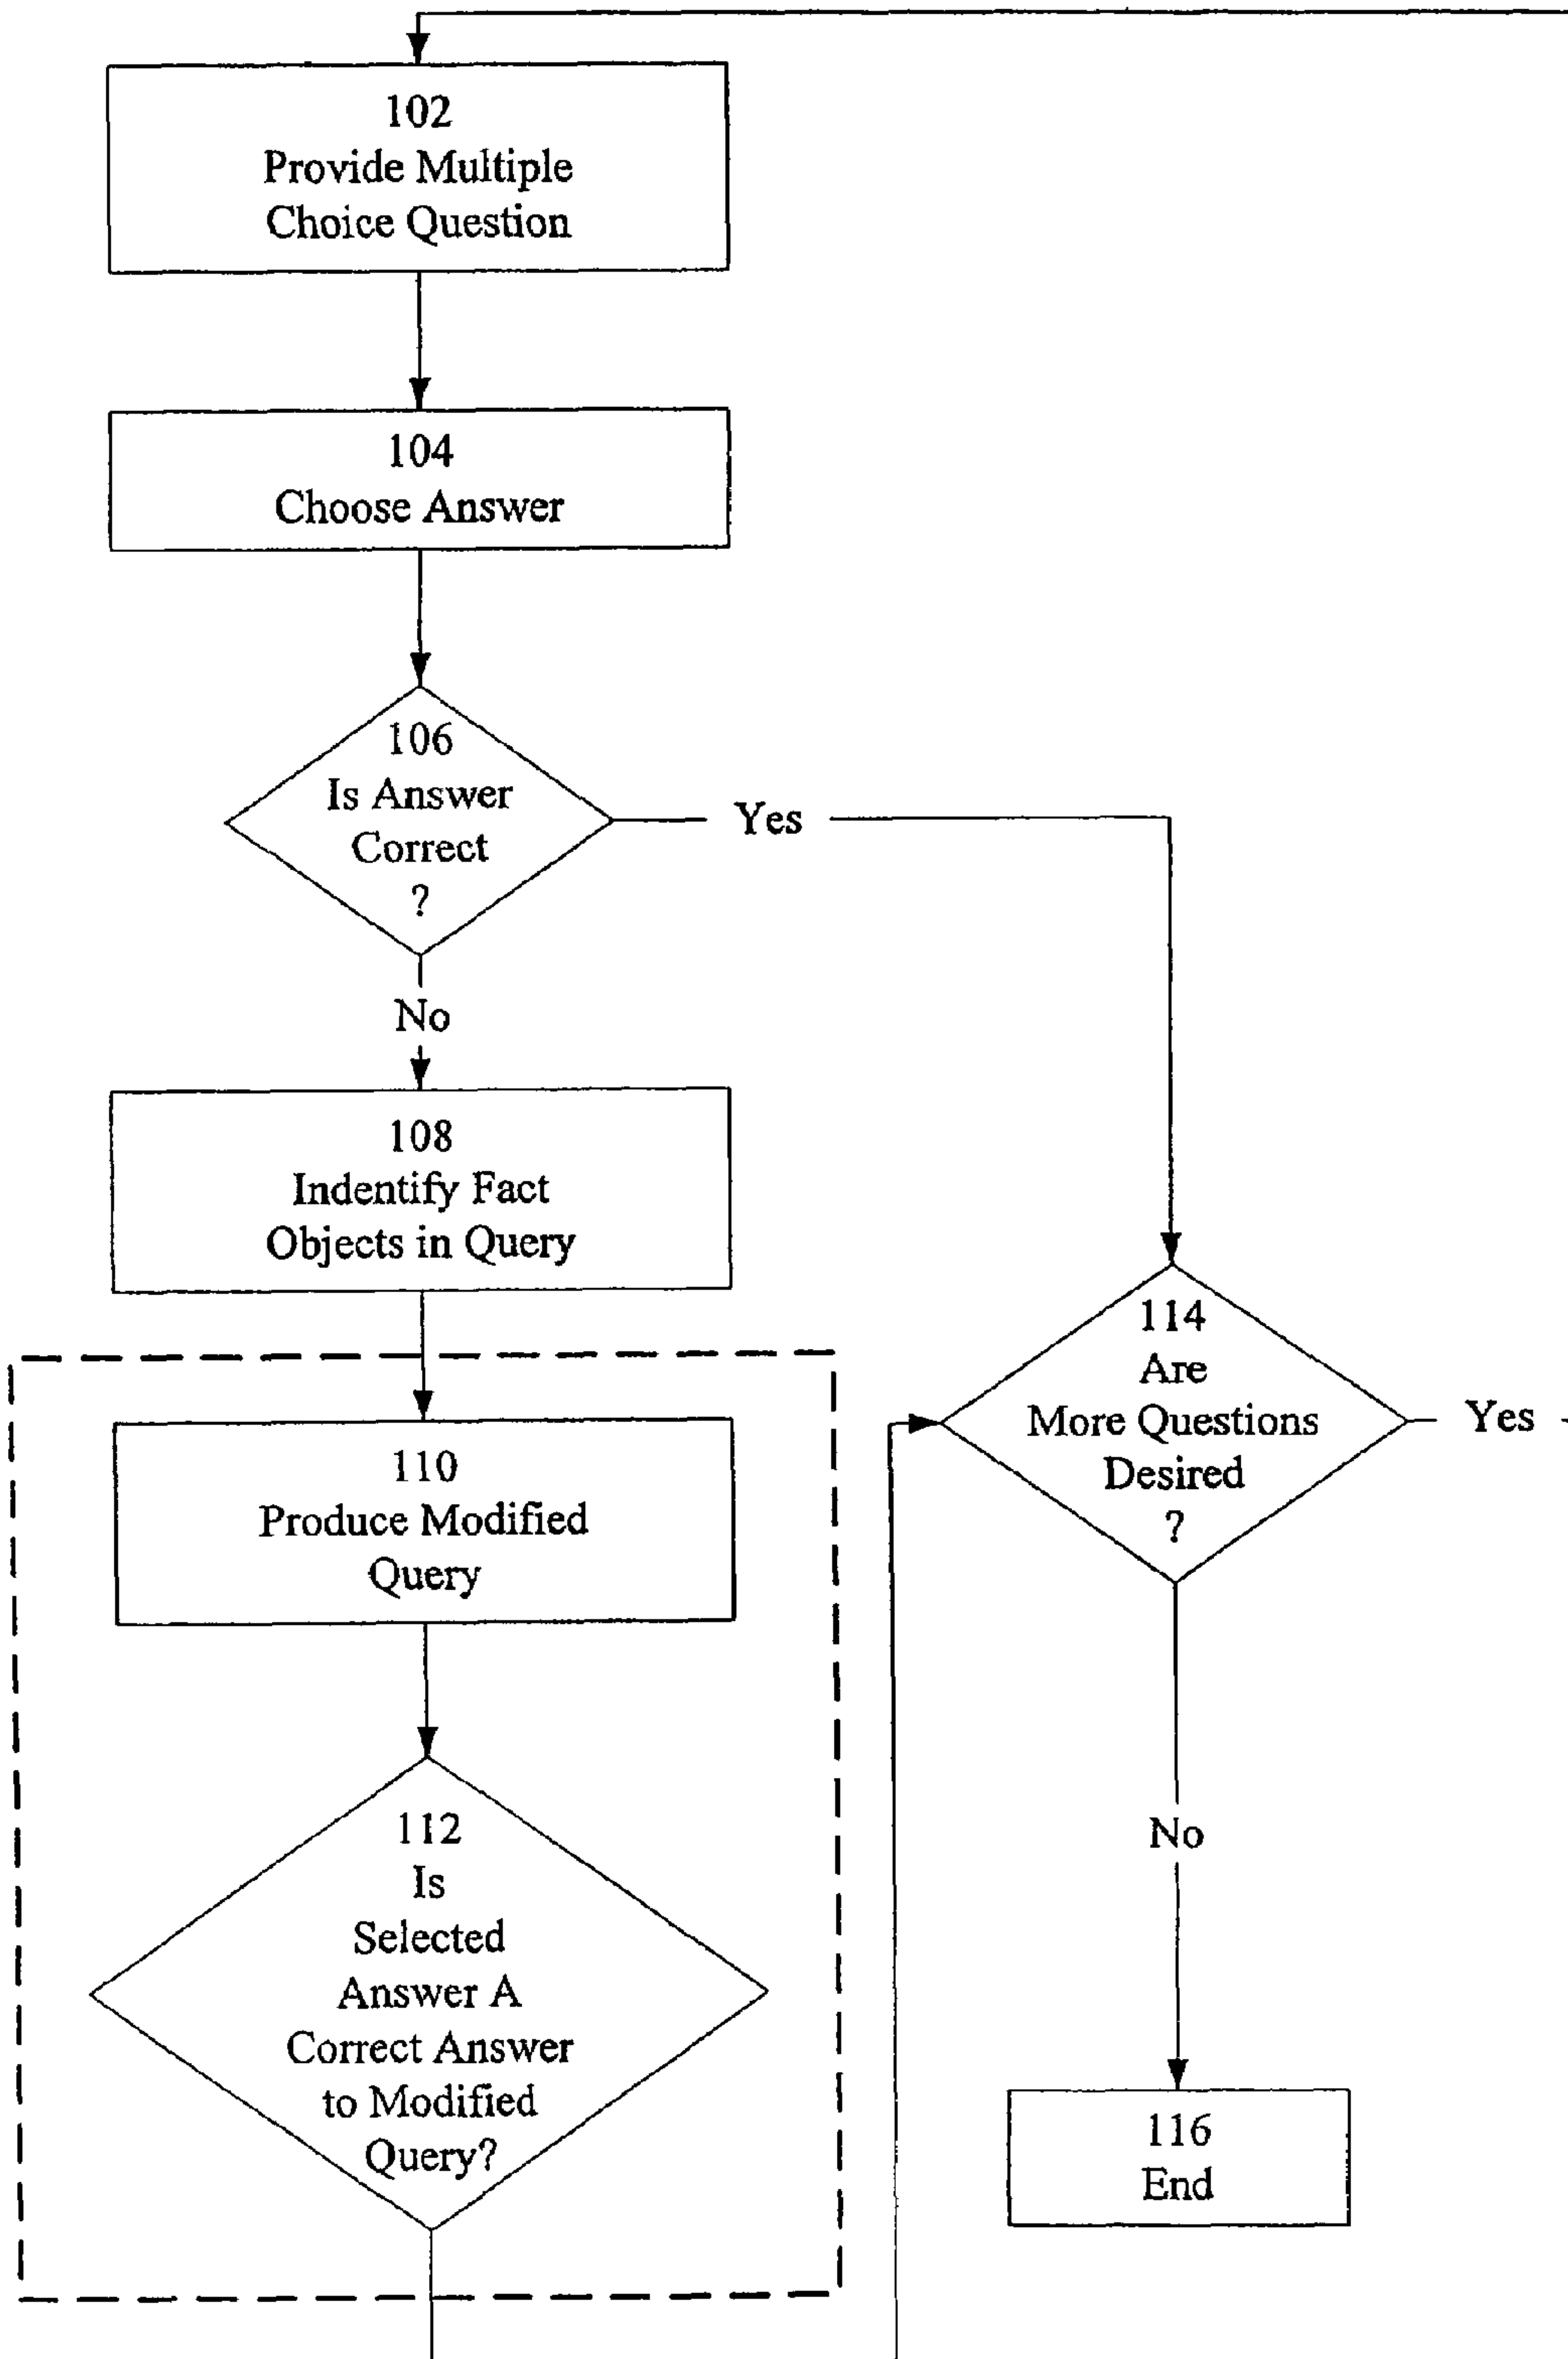 102
Provide Multiple
Choice Question
104
Choose Answer
106
Is Answer
Correct
?
Yes
No
108
Indentify Fact
Objects in Query
110
Produce Modified
Query
112
Is
Selected
Answer A
Correct Answer
to Modified
Query?
114
Are
More Questions
Desired
?
Yes
No
116
End